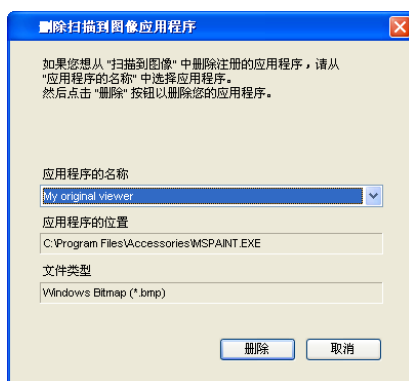 删除扫描到图像应用程序
如果您想从 "扫描到图像" 中删除注册的应用程序，请从
"应用程序的名称" 中选择应用程序。
然后点击 "删除" 按钮以删除您的应用程序。
应用程序的名称
My original viewer
应用程序的位置
C:\Program Files\Accessories\MSPAINT.EXE
文件类型
Windows Bitmap (*.bmp)
删除 取消